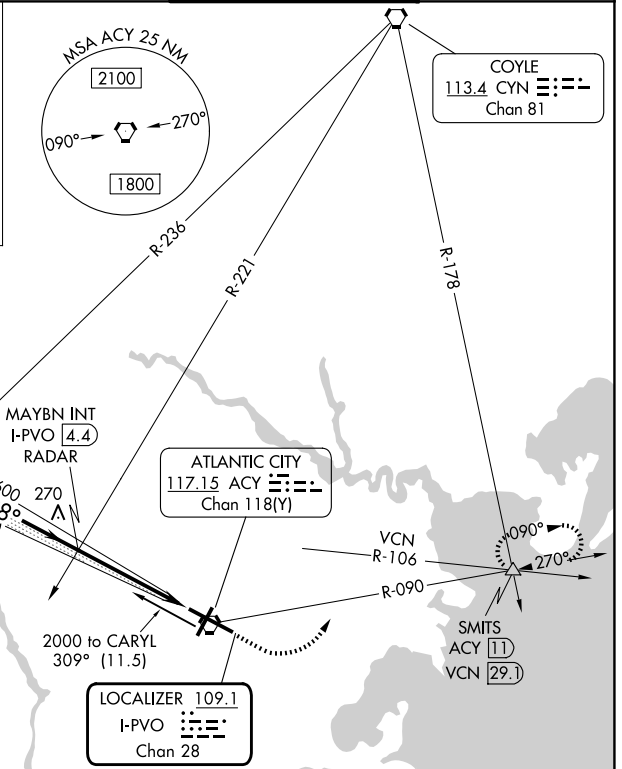 MSA ACY 25 NM
2100
090°
270°
1800
COYLE
113.4 CYN
Chan 81
R-236
R-221
R-178
MAYBN INT
I-PVO 4.4
RADAR
270
ATLANTIC CITY
117.15 ACY
Chan 118(Y)
VCN
R-106
090°
270°
R-090
SMITS
ACY 11
VCN 29.1
2000 to CARYL
309° (11.5)
LOCALIZER 109.1
I-PVO
Chan 28